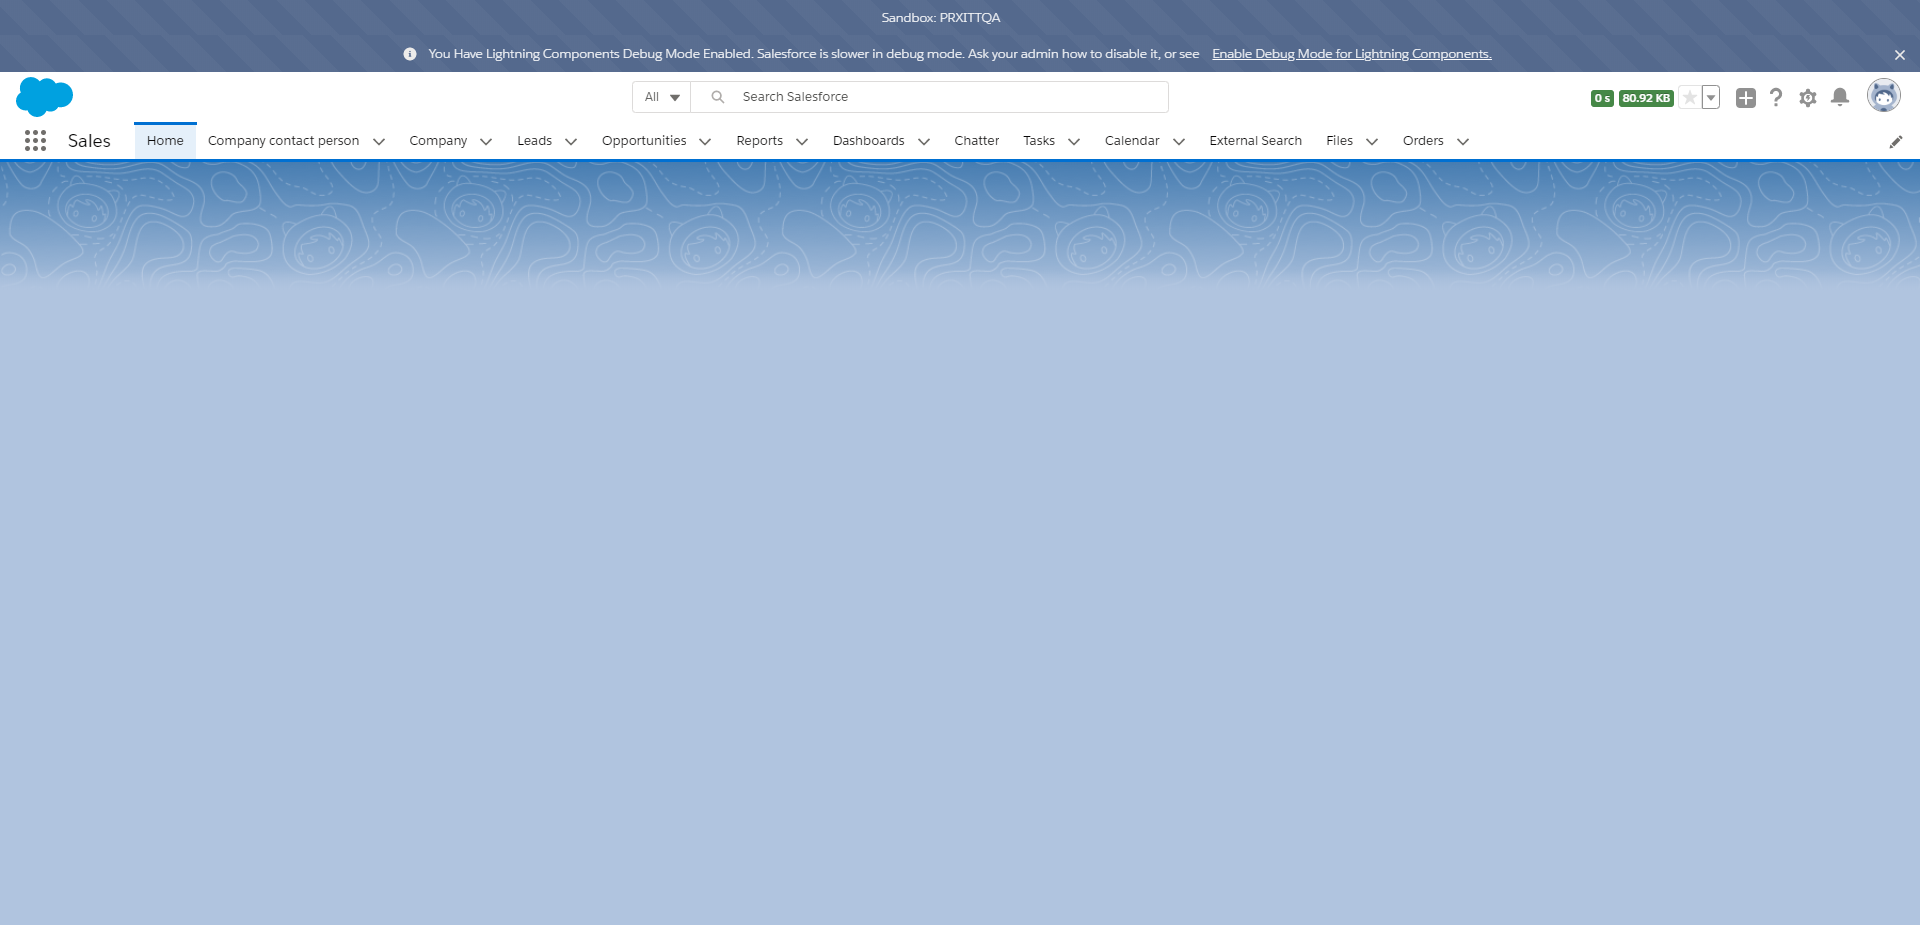 Sandbox: PRXITTQA
You Have Lightning Components Debug Mode Enabled. Salesforce is slower in debug mode. Ask your admin how to disable it, or see Enable Debug Mode for Lightning Components.
All Search Salesforce 0 s 80.92 KB
Sales Home Company contact person Company Leads Opportunities Reports Dashboards Chatter Tasks Calendar External Search Files Orders